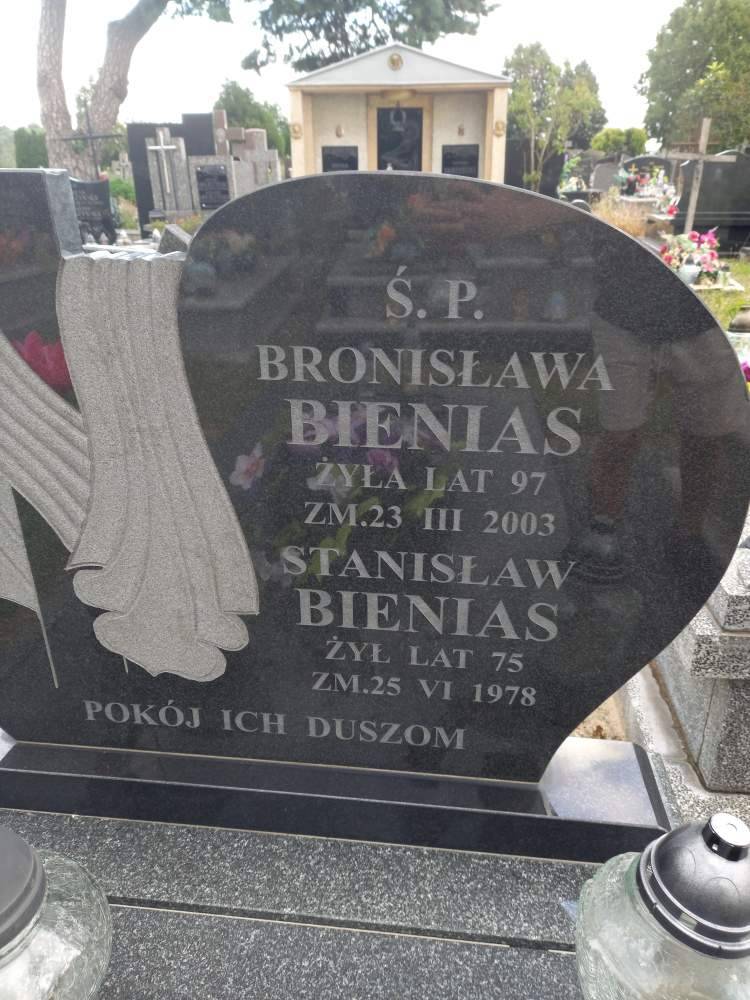 Ś. P.
BRONISŁAWA
BIENIAS
ŻYŁA LAT 97
ZM.23 III 2003
STANISŁAW
BIENIAS
ŻYŁ LAT 75
ZM.25 VI 1978
POKÓJ ICH DUSZOM